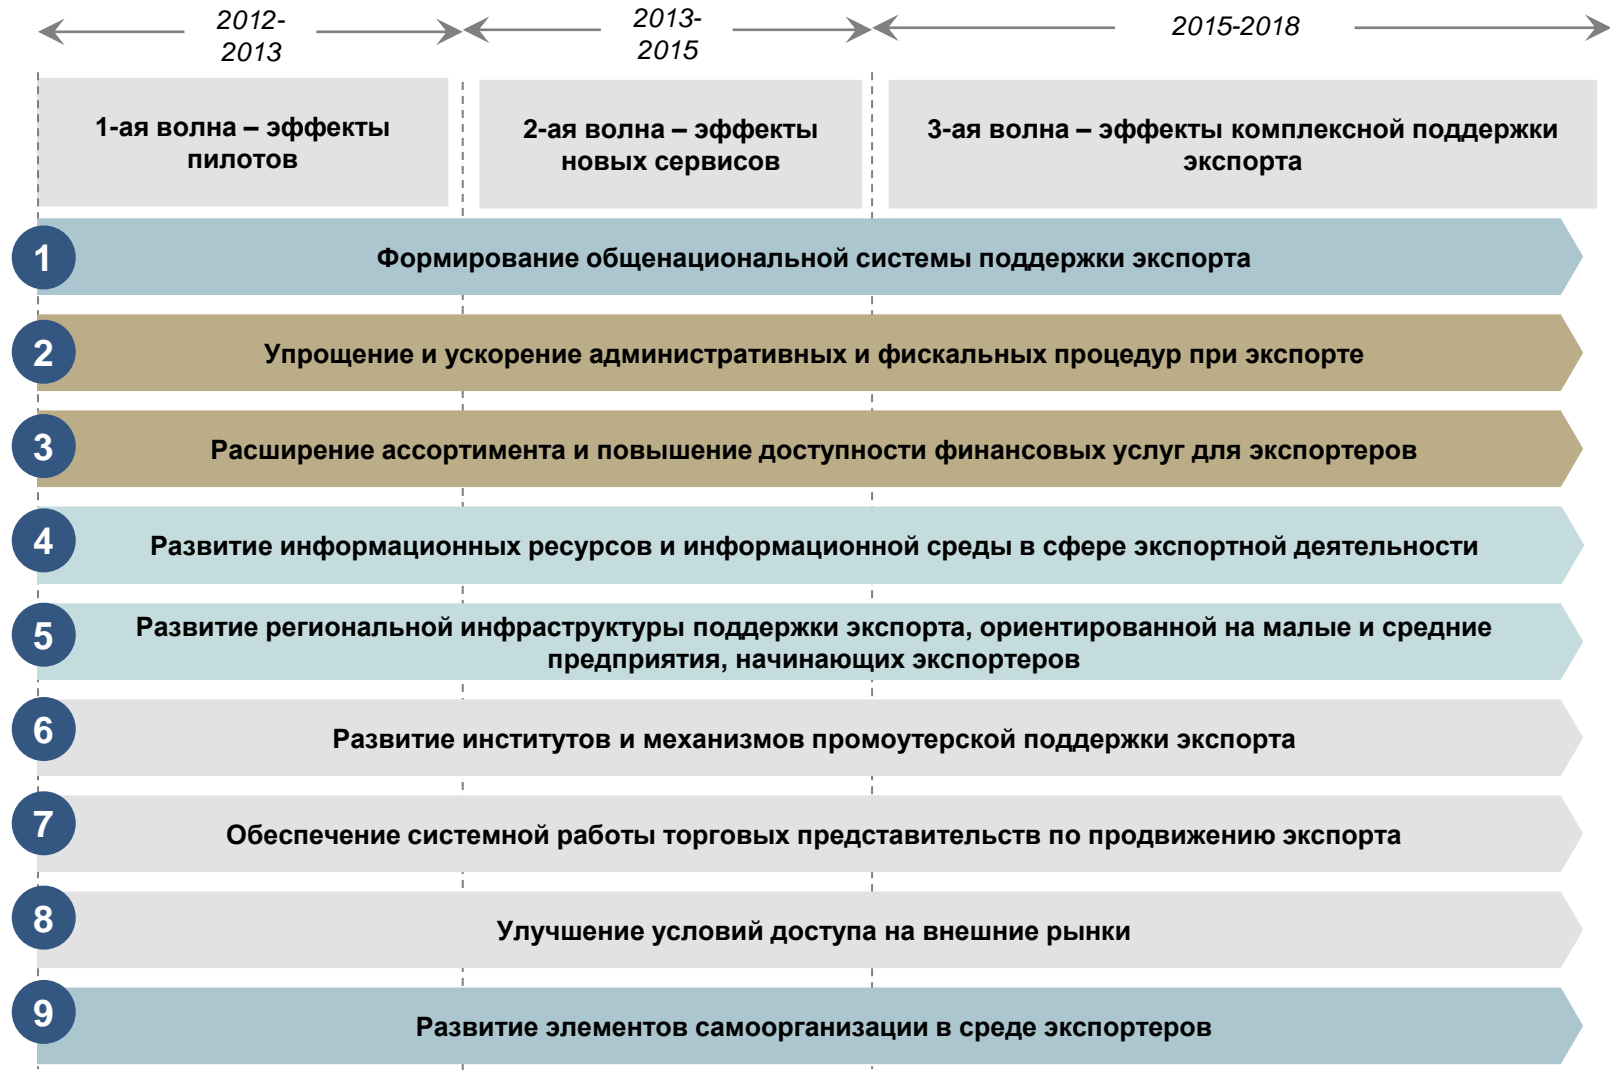 2012-
2013
2013-
2015
2015-2018
1-ая волна – эффекты
пилотов
2-ая волна – эффекты
новых сервисов
3-ая волна – эффекты комплексной поддержки
экспорта
1
Формирование общенациональной системы поддержки экспорта
2
Упрощение и ускорение административных и фискальных процедур при экспорте
3
Расширение ассортимента и повышение доступности финансовых услуг для экспортеров
4
Развитие информационных ресурсов и информационной среды в сфере экспортной деятельности
5
Развитие региональной инфраструктуры поддержки экспорта, ориентированной на малые и средние
предприятия, начинающих экспортеров
6
Развитие институтов и механизмов промоутерской поддержки экспорта
7
Обеспечение системной работы торговых представительств по продвижению экспорта
8
Улучшение условий доступа на внешние рынки
9
Развитие элементов самоорганизации в среде экспортеров